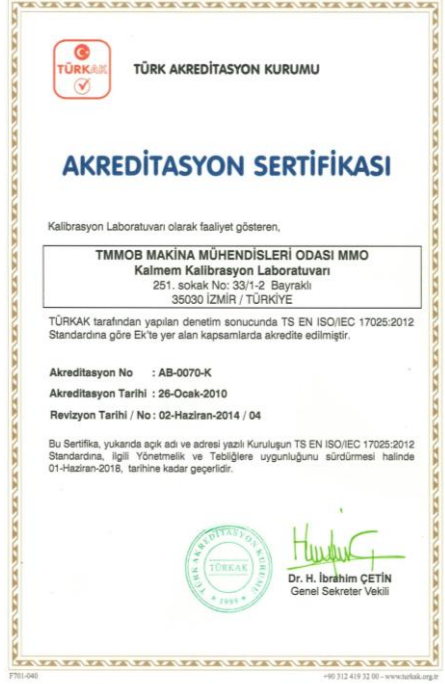 TÜRKAK
TÜRK AKREDİTASYON KURUMU
AKREDİTASYON SERTİFİKASI
Kalibrasyon Laboratuvarı olarak faaliyet gösteren,
TMMOB MAKİNA MÜHENDİSLERİ ODASI MMO
Kalmem Kalibrasyon Laboratuvarı
251. sokak No: 33/1-2 Bayraklı
35030 İZMİR / TÜRKİYE
TÜRKAK tarafından yapılan denetim sonucunda TS EN ISO/IEC 17025:2012
Standardına göre Ek'te yer alan kapsamlarda akredite edilmiştir.
Akreditasyon No : AB-0070-K
Akreditasyon Tarihi : 26-Ocak-2010
Revizyon Tarihi / No : 02-Haziran-2014 / 04
Bu Sertifika, yukarıda açık adı ve adresi yazılı Kuruluşun TS EN ISO/IEC 17025:2012
Standardına, ilgili Yönetmelik ve Tebliğlere uygunluğunu sürdürmesi halinde
01-Haziran-2018, tarihine kadar geçerlidir.
TÜRK AKREDİTASYON KURUMU
TÜRKAK
* 1999 *
Dr. H. İbrahim ÇETİN
Genel Sekreter Vekili
F701-040
+90 312 419 32 00 - www.turkak.org.tr